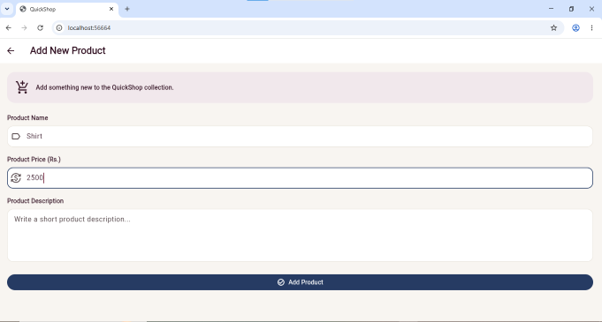 QuickShop
localhost:56664
Add New Product
Add something new to the QuickShop collection.
Product Name
Shirt
Product Price (Rs.)
2500
Product Description
Write a short product description...
Add Product